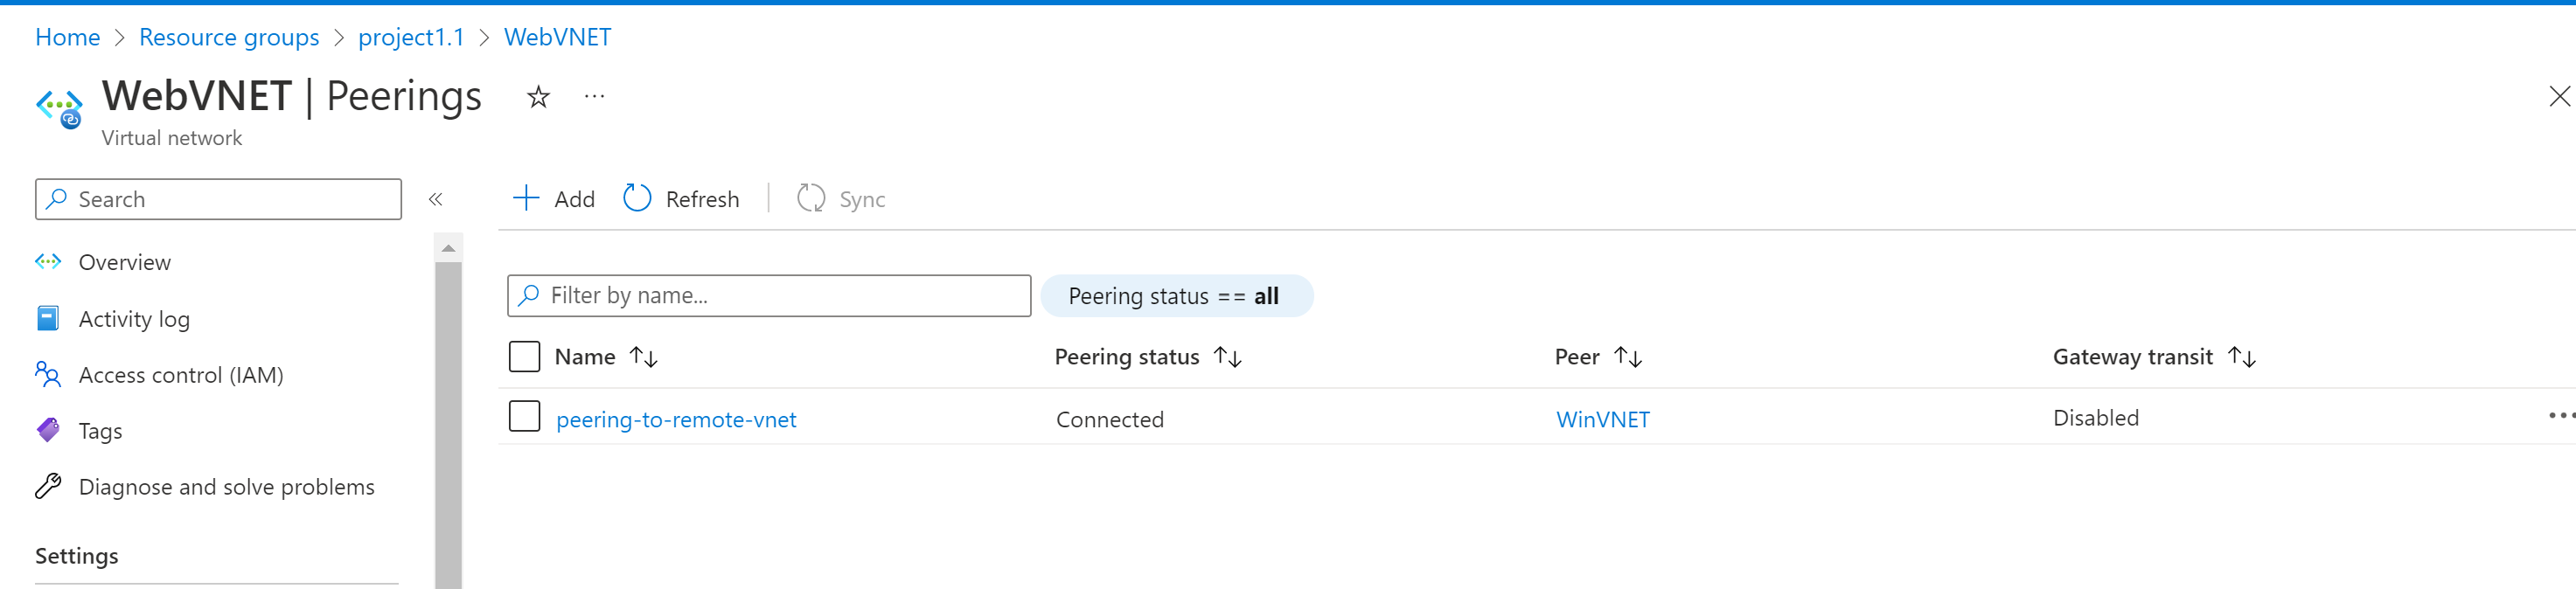 Home > Resource groups > project1.1 > WebVNET
WebVNET | Peerings
Virtual network
Search
Add Refresh Sync
Overview
Activity log
Access control (IAM)
Tags
Diagnose and solve problems
Settings
Filter by name... Peering status == all
Name Peering status Peer Gateway transit
peering-to-remote-vnet Connected WinVNET Disabled